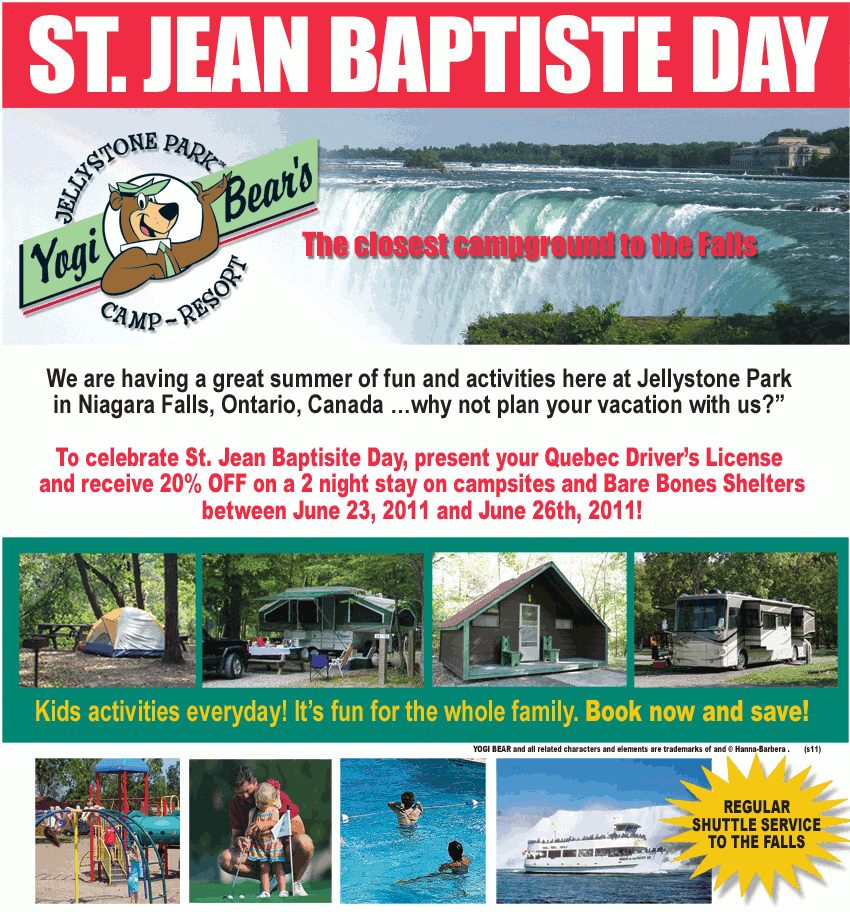 ST. JEAN BAPTISTE DAY
JELLYSTONE PARK™
Yogi Bear's
CAMP-RESORT
The closest campground to the Falls
We are having a great summer of fun and activities here at Jellystone Park
in Niagara Falls, Ontario, Canada …why not plan your vacation with us?”
To celebrate St. Jean Baptisite Day, present your Quebec Driver’s License
and receive 20% OFF on a 2 night stay on campsites and Bare Bones Shelters
between June 23, 2011 and June 26th, 2011!
Kids activities everyday! It’s fun for the whole family. Book now and save!
YOGI BEAR and all related characters and elements are trademarks of and © Hanna-Barbera . (s11)
REGULAR
SHUTTLE SERVICE
TO THE FALLS